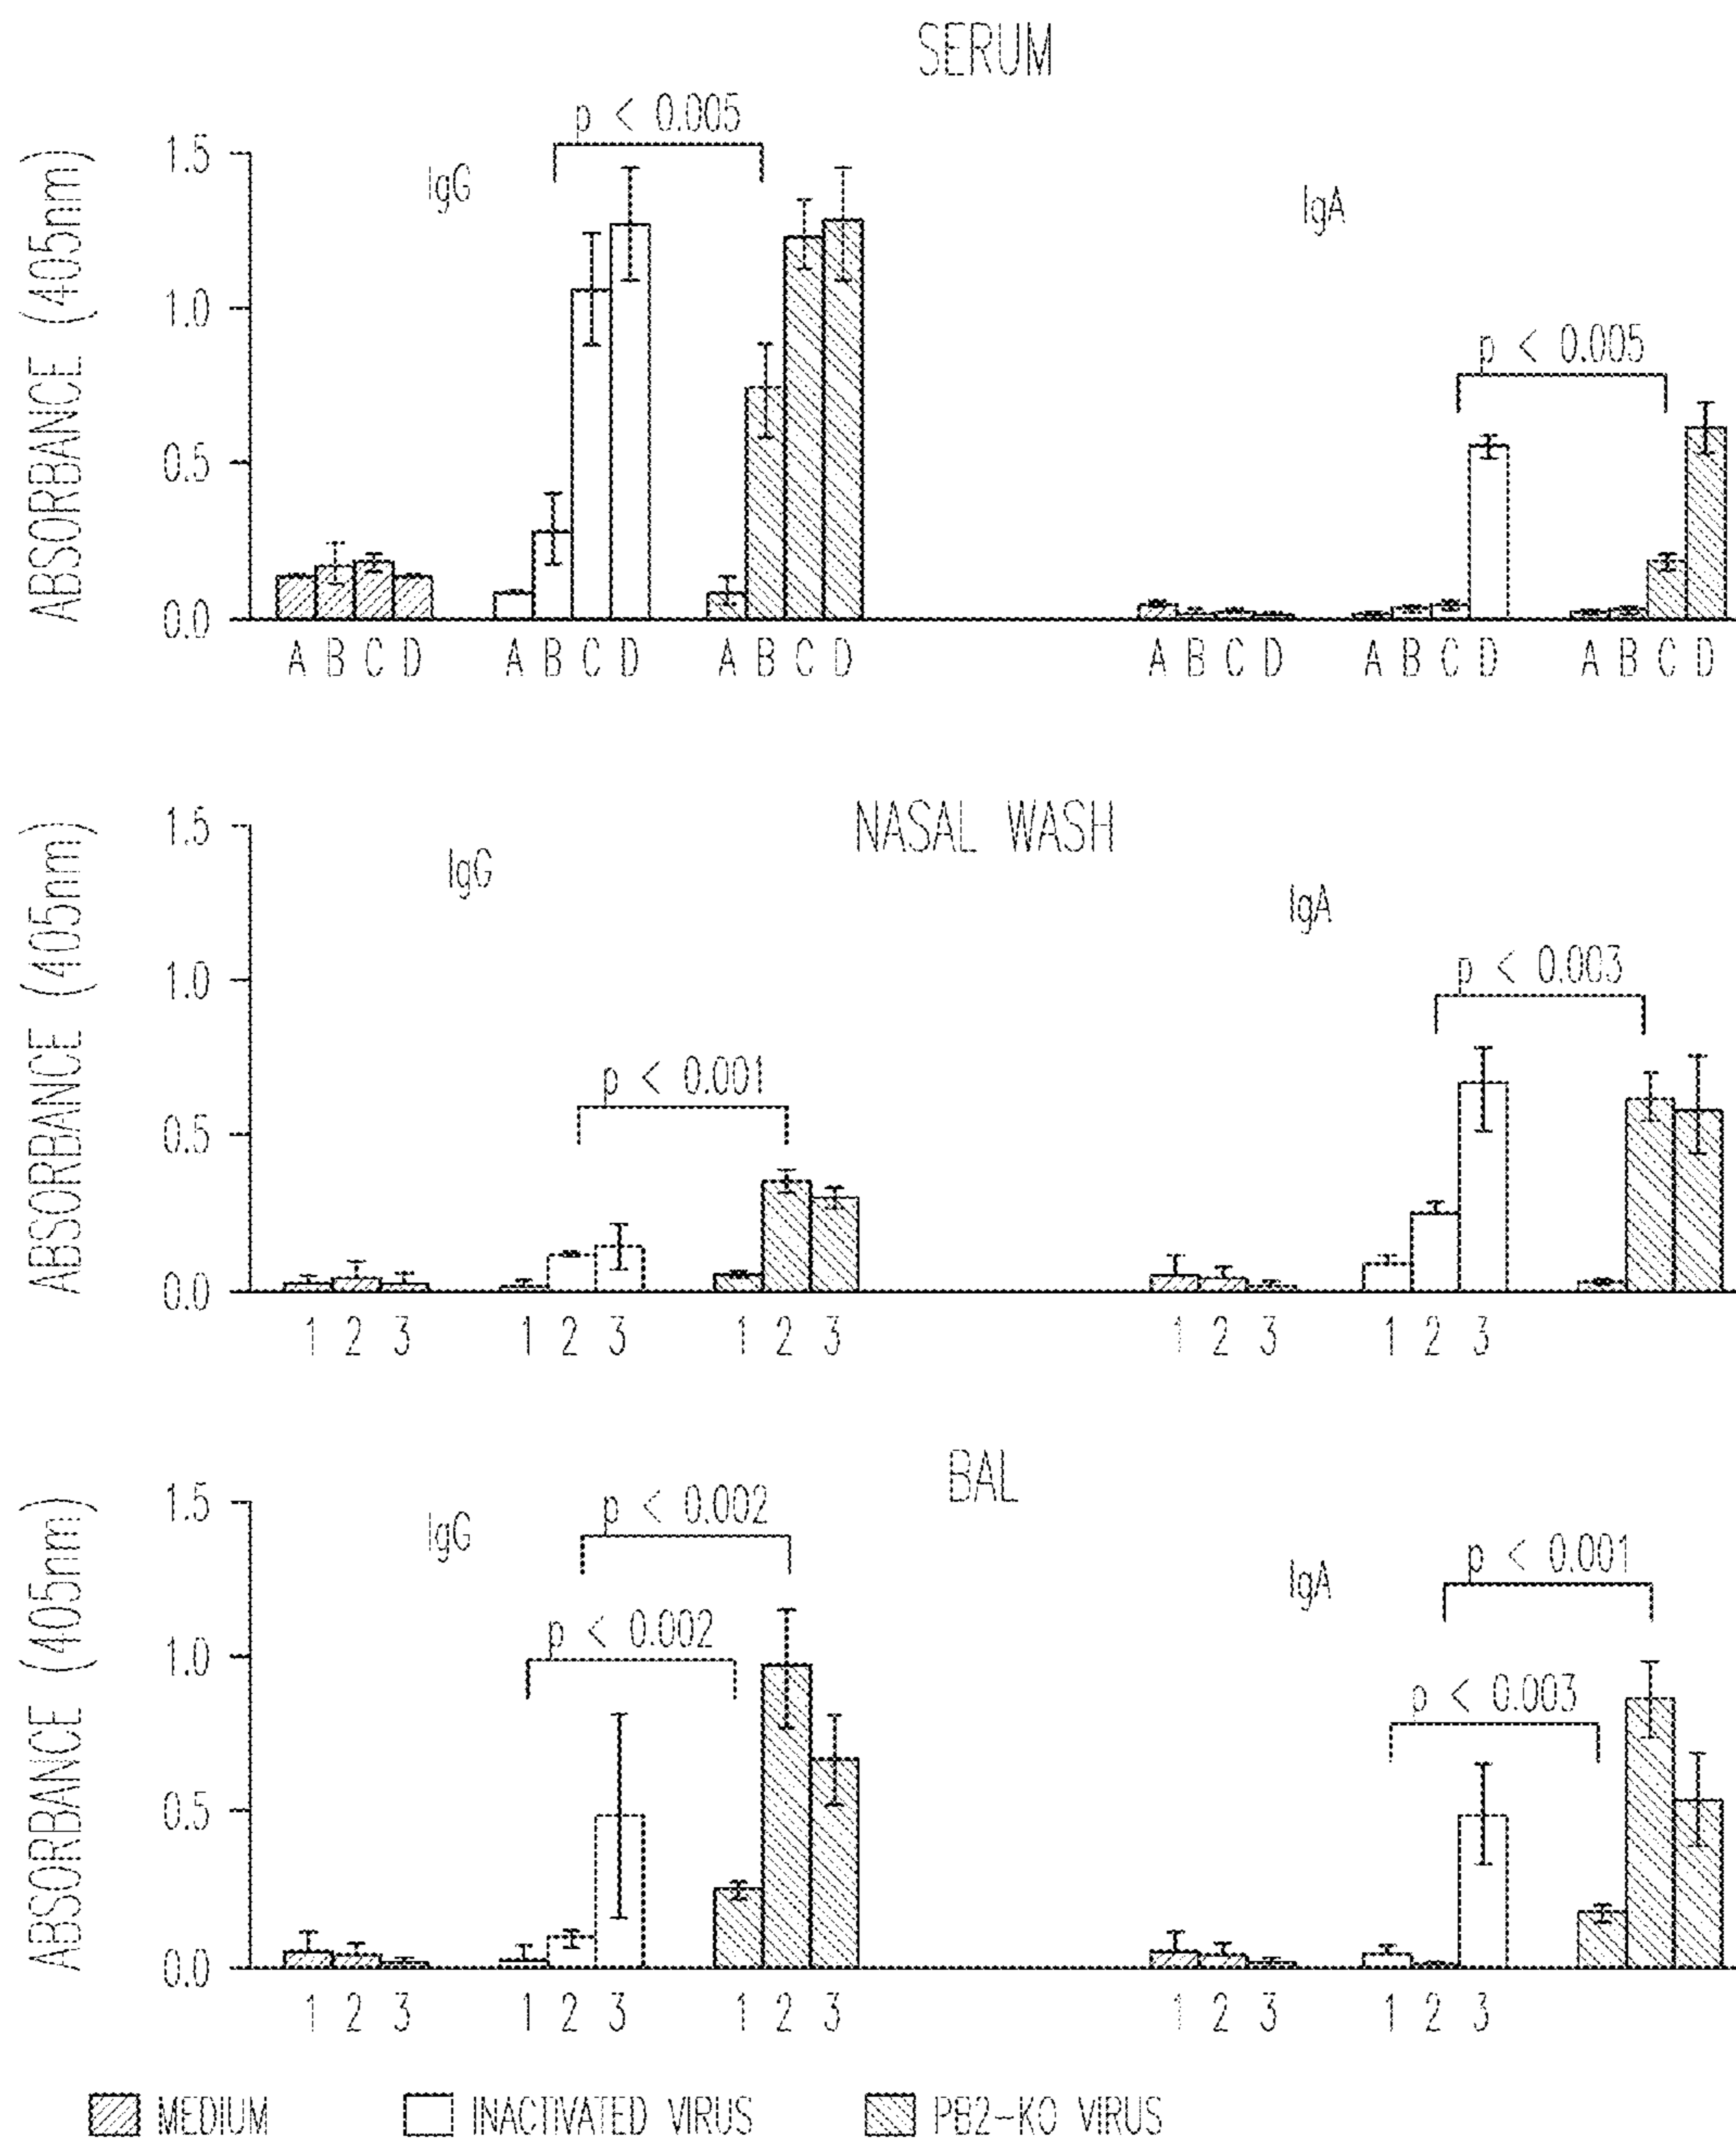 SERUM
ABSORBANCE (405nm)
1.5
1.0
0.5
0.0
IgG
p < 0.005
IgA
p < 0.005
A B C D A B C D A B C D A B C D A B C D A B C D
NASAL WASH
ABSORBANCE (405nm)
1.5
1.0
0.5
0.0
IgG
p < 0.001
IgA
p < 0.003
1 2 3 1 2 3 1 2 3 1 2 3 1 2 3
BAL
ABSORBANCE (405nm)
1.5
1.0
0.5
0.0
IgG
p < 0.002
p < 0.002
IgA
p < 0.001
p < 0.003
1 2 3 1 2 3 1 2 3 1 2 3 1 2 3
MEDIUM INACTIVATED VIRUS PB2-KO VIRUS